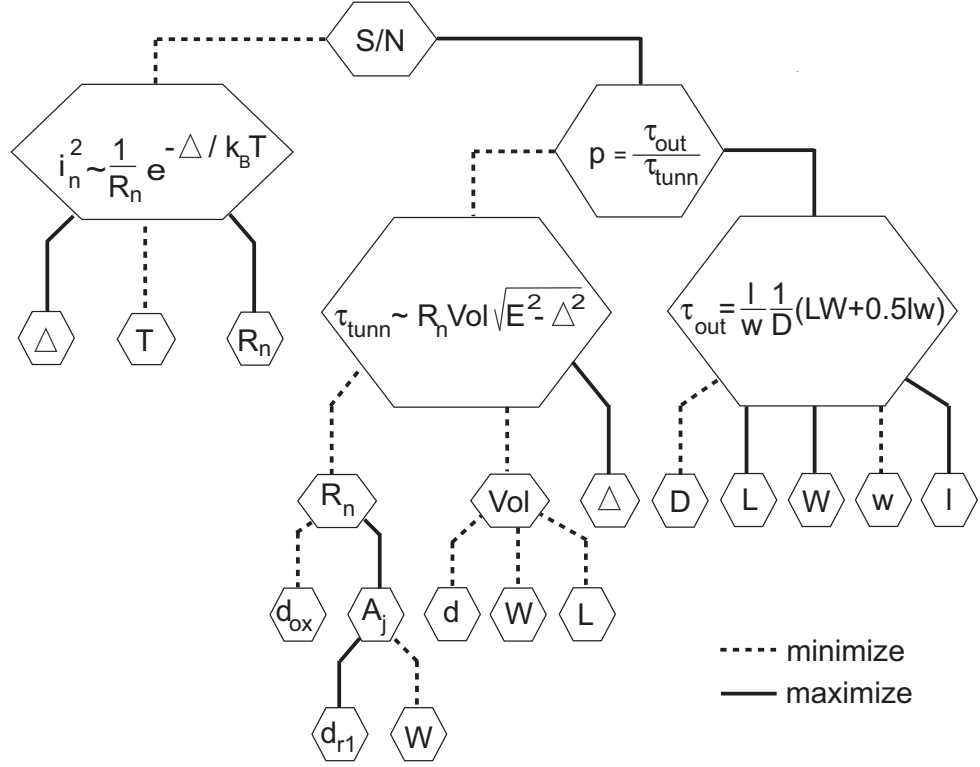 S/N
i_n^2 ~ 1/R_n e^{-△ / k_B T}
p = τ_out/τ_tunn
τ_tunn ~ R_n Vol √(E^2 - △^2)
τ_out = l/w 1/D (LW+0.5lw)
△
T
R_n
R_n
Vol
△
D
L
W
w
l
d_ox
A_j
d
W
L
minimize
maximize
d_r1
W